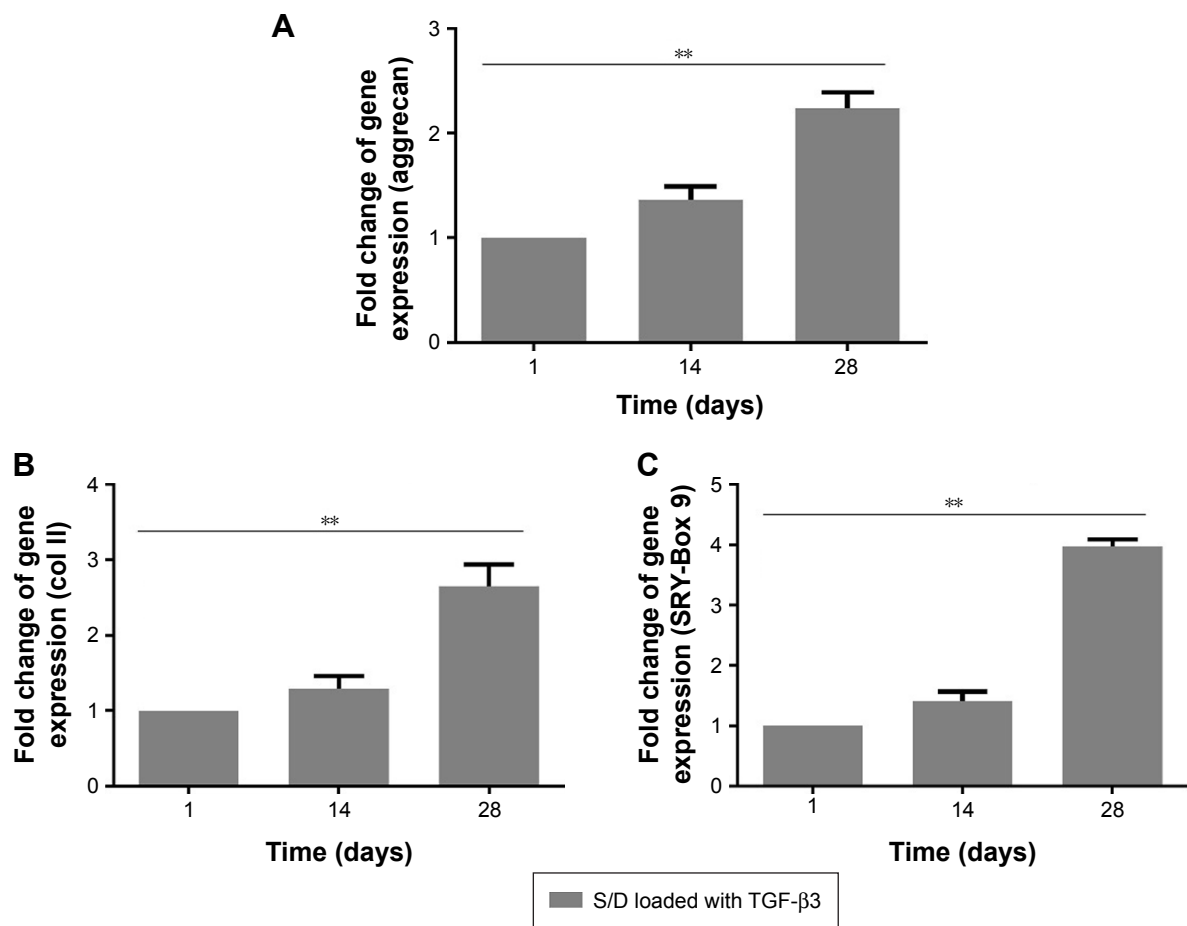 A
Fold change of gene
expression (aggrecan)
3
2
1
0
**
1 14 28
Time (days)
B
Fold change of gene
expression (col II)
4
3
2
1
0
**
1 14 28
Time (days)
C
Fold change of gene
expression (SRY-Box 9)
5
4
3
2
1
0
**
1 14 28
Time (days)
S/D loaded with TGF-β3